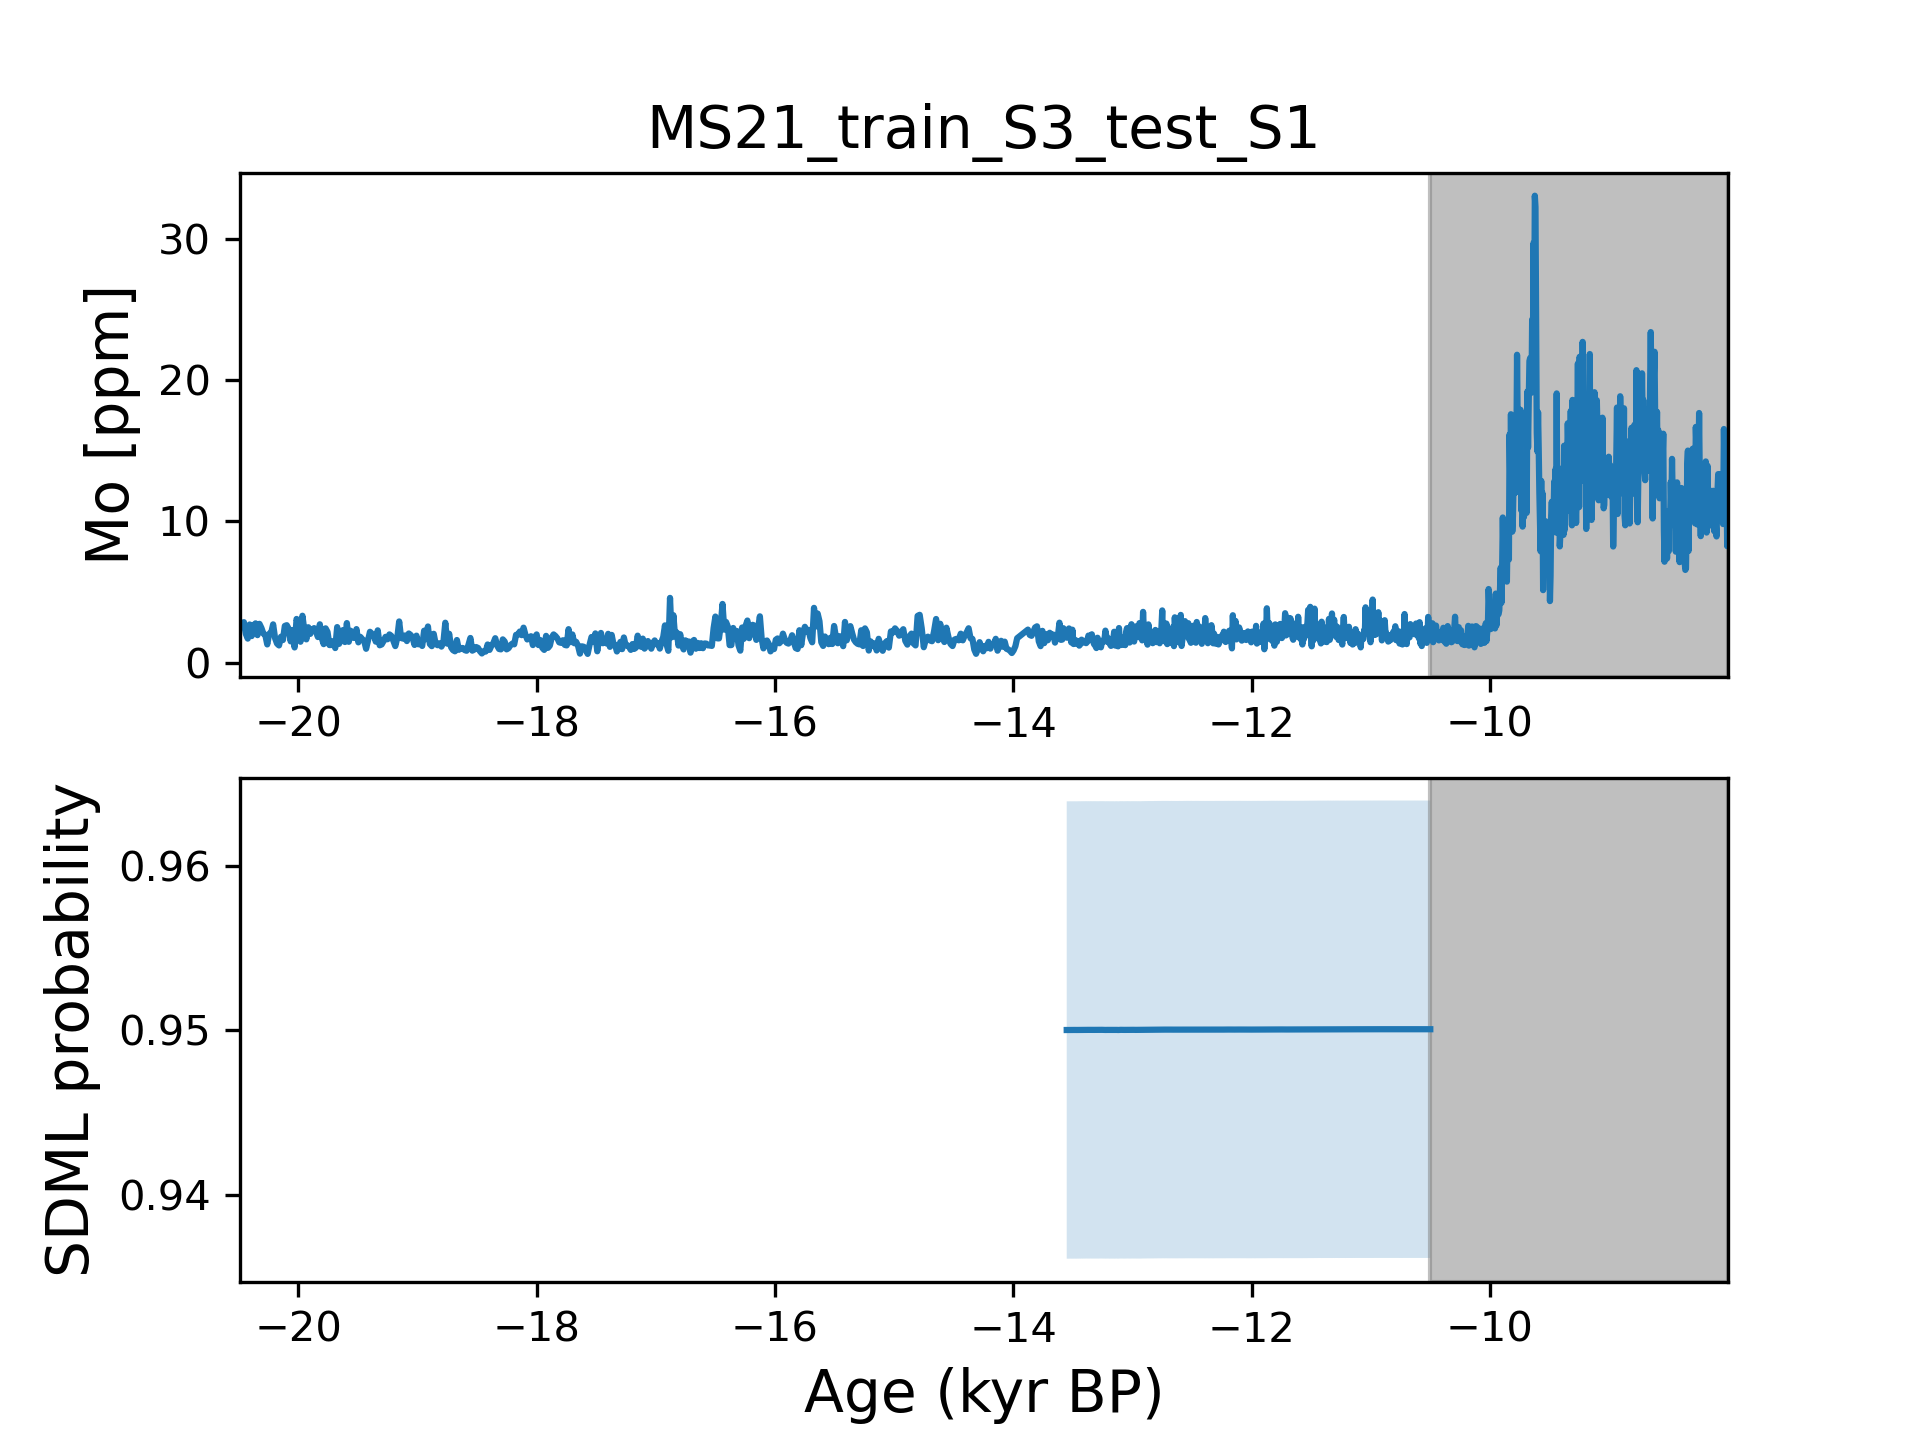 MS21_train_S3_test_S1
Mo [ppm]
30
20
10
0
−20 −18 −16 −14 −12 −10
SDML probability
0.96
0.95
0.94
−20 −18 −16 −14 −12 −10
Age (kyr BP)